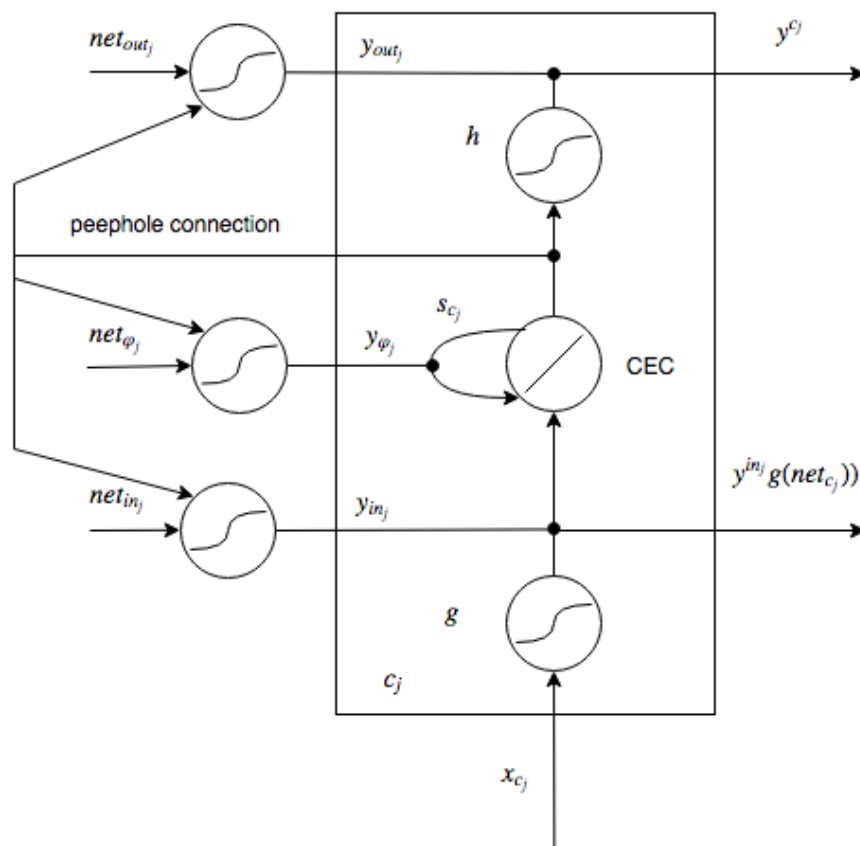 net_{out_j}
y_{out_j}
y^{c_j}
h
peephole connection
s_{c_j}
net_{φ_j}
y_{φ_j}
CEC
y^{in_j} g(net_{c_j}))
net_{in_j}
y_{in_j}
g
c_j
x_{c_j}